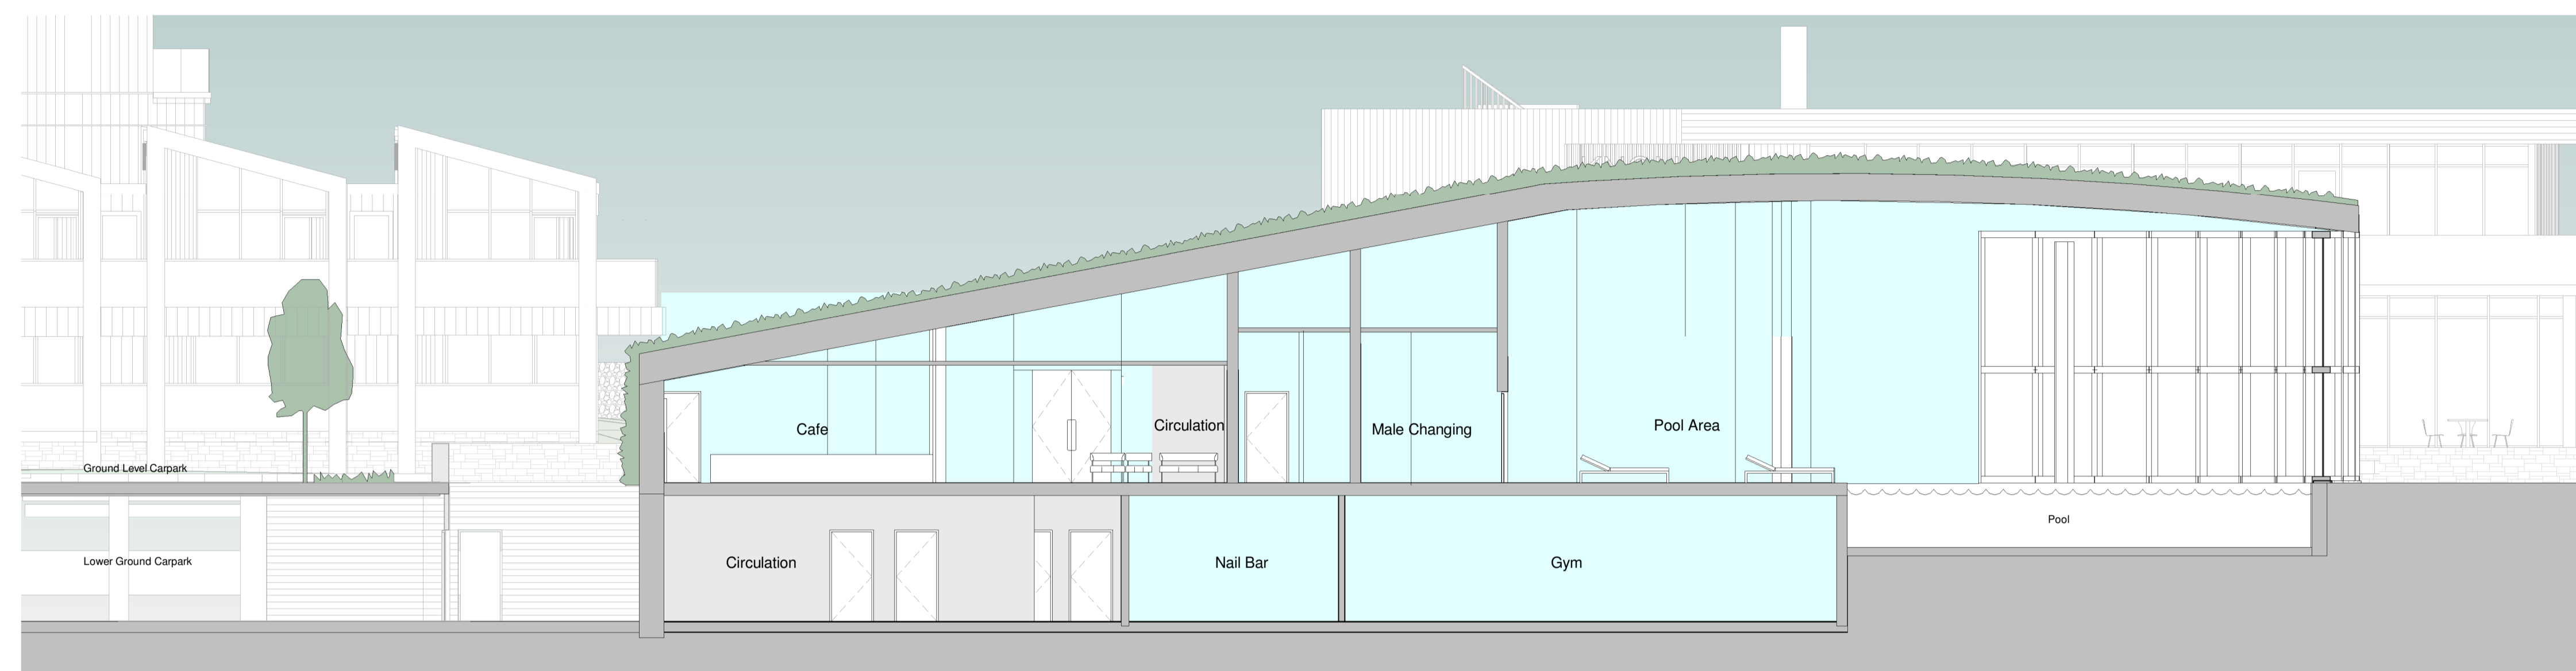 Cafe
Circulation
Male Changing
Pool Area
Ground Level Carpark
Pool
Lower Ground Carpark
Circulation
Nail Bar
Gym